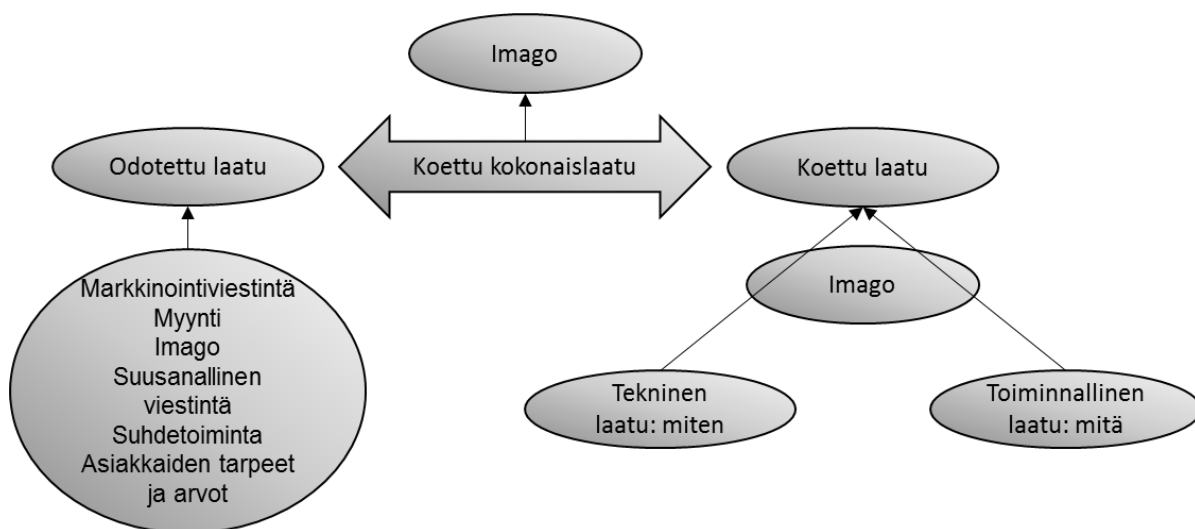 Imago
Odotettu laatu
Koettu kokonaislaatu
Koettu laatu
Markkinointiviestintä
Myynti
Imago
Suusanallinen
viestintä
Suhdetoiminta
Asiakkaiden tarpeet
ja arvot
Imago
Tekninen
laatu: miten
Toiminnallinen
laatu: mitä